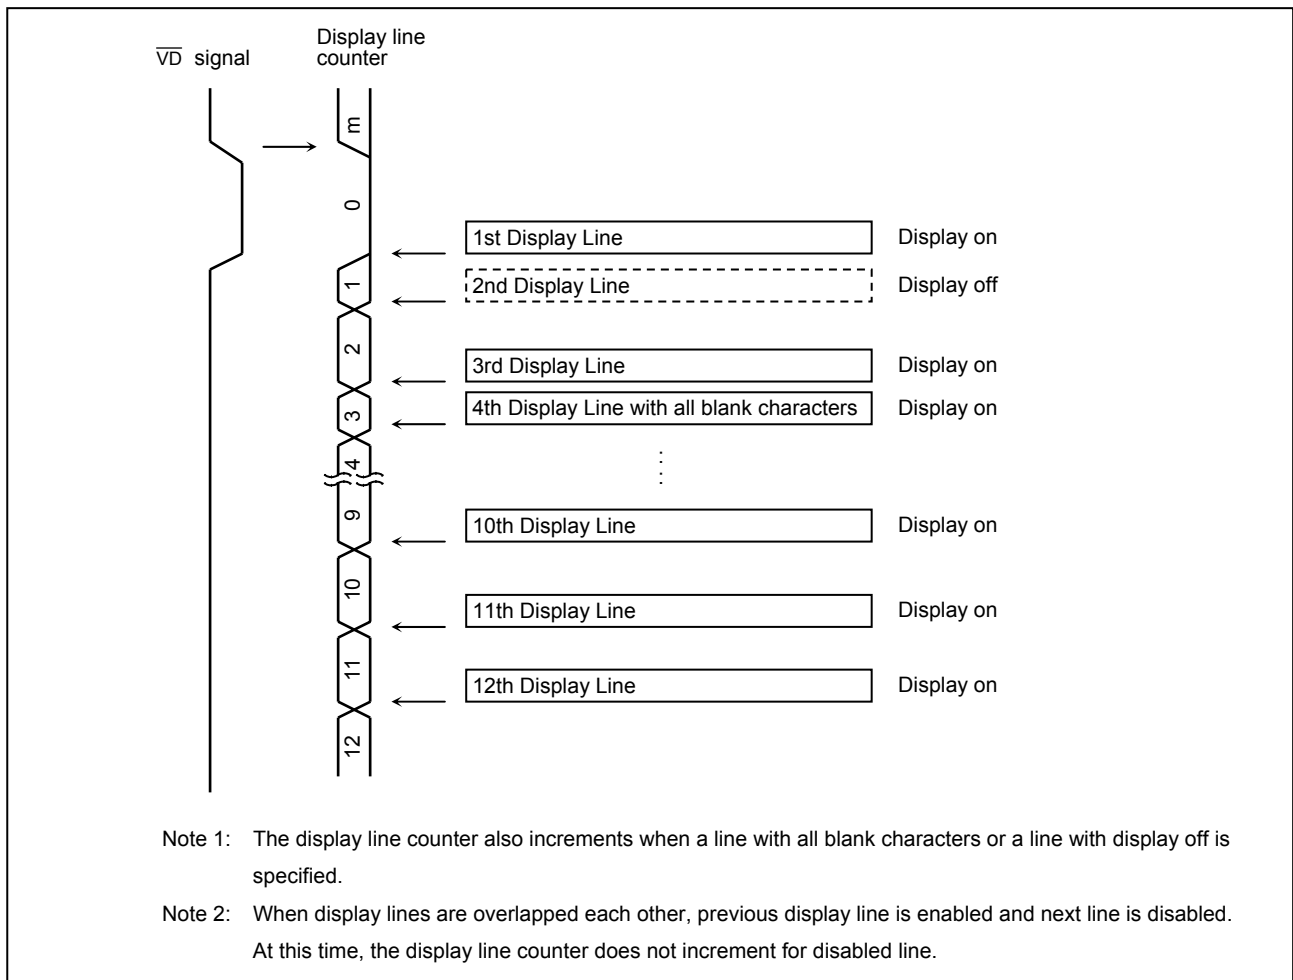 Display line
V̅D̅ signal counter
m
0
1st Display Line Display on
1
2nd Display Line Display off
2
3rd Display Line Display on
3
4th Display Line with all blank characters Display on
4
9
10th Display Line Display on
10
11th Display Line Display on
11
12th Display Line Display on
12
Note 1: The display line counter also increments when a line with all blank characters or a line with display off is
specified.
Note 2: When display lines are overlapped each other, previous display line is enabled and next line is disabled.
At this time, the display line counter does not increment for disabled line.